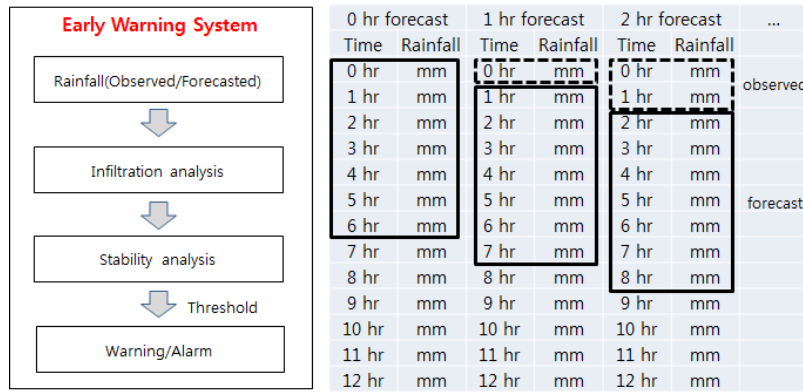 Early Warning System
Rainfall(Observed/Forecasted)
Infiltration analysis
Stability analysis
Threshold
Warning/Alarm
0 hr forecast 1 hr forecast 2 hr forecast ...
Time Rainfall Time Rainfall Time Rainfall
0 hr mm 0 hr mm 0 hr mm
observed
1 hr mm 1 hr mm 1 hr mm
2 hr mm 2 hr mm 2 hr mm
3 hr mm 3 hr mm 3 hr mm
4 hr mm 4 hr mm 4 hr mm
5 hr mm 5 hr mm 5 hr mm forecast
6 hr mm 6 hr mm 6 hr mm
7 hr mm 7 hr mm 7 hr mm
8 hr mm 8 hr mm 8 hr mm
9 hr mm 9 hr mm 9 hr mm
10 hr mm 10 hr mm 10 hr mm
11 hr mm 11 hr mm 11 hr mm
12 hr mm 12 hr mm 12 hr mm